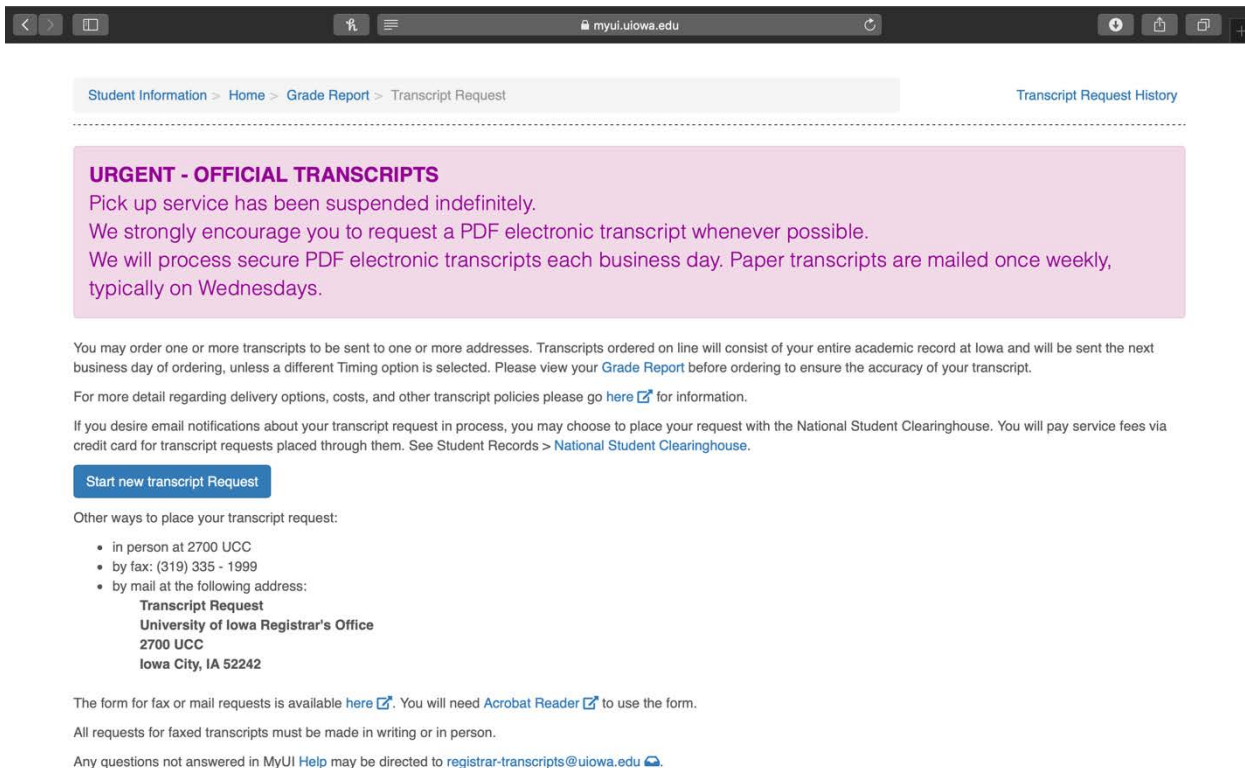 myui.uiowa.edu
Student Information > Home > Grade Report > Transcript Request
Transcript Request History
URGENT - OFFICIAL TRANSCRIPTS
Pick up service has been suspended indefinitely.
We strongly encourage you to request a PDF electronic transcript whenever possible.
We will process secure PDF electronic transcripts each business day. Paper transcripts are mailed once weekly,
typically on Wednesdays.
You may order one or more transcripts to be sent to one or more addresses. Transcripts ordered on line will consist of your entire academic record at Iowa and will be sent the next
business day of ordering, unless a different Timing option is selected. Please view your Grade Report before ordering to ensure the accuracy of your transcript.
For more detail regarding delivery options, costs, and other transcript policies please go here for information.
If you desire email notifications about your transcript request in process, you may choose to place your request with the National Student Clearinghouse. You will pay service fees via
credit card for transcript requests placed through them. See Student Records > National Student Clearinghouse.
Start new transcript Request
Other ways to place your transcript request:
• in person at 2700 UCC
• by fax: (319) 335 - 1999
• by mail at the following address:
Transcript Request
University of Iowa Registrar's Office
2700 UCC
Iowa City, IA 52242
The form for fax or mail requests is available here. You will need Acrobat Reader to use the form.
All requests for faxed transcripts must be made in writing or in person.
Any questions not answered in MyUI Help may be directed to registrar-transcripts@uiowa.edu.